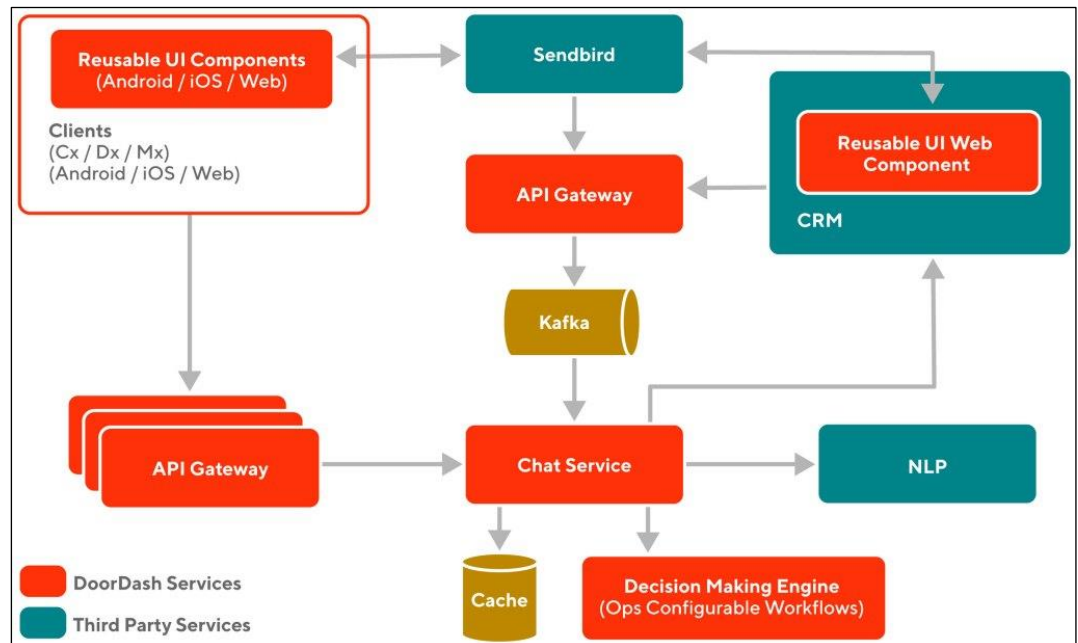 Reusable UI Components
(Android / iOS / Web)
Clients
(Cx / Dx / Mx)
(Android / iOS / Web)
Sendbird
Reusable UI Web
Component
CRM
API Gateway
Kafka
API Gateway
Chat Service
NLP
Cache
Decision Making Engine
(Ops Configurable Workflows)
DoorDash Services
Third Party Services